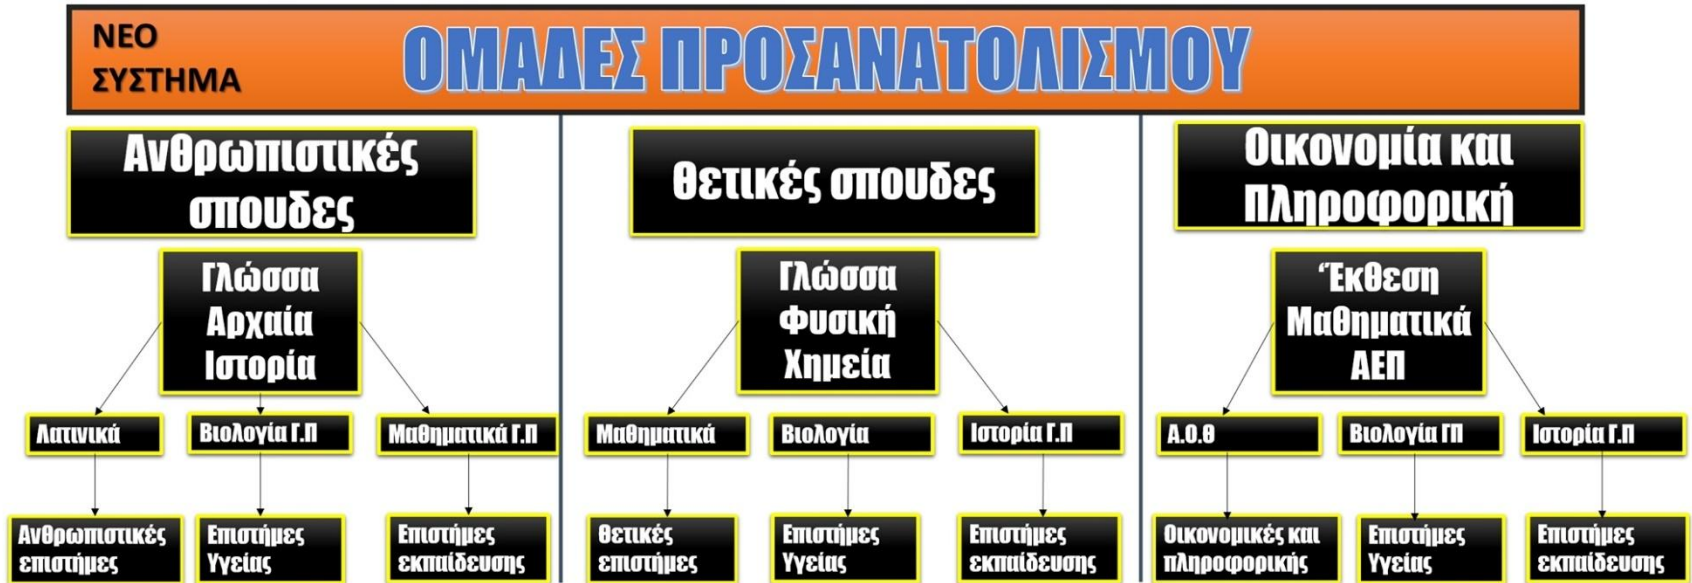 ΝΕΟ
ΣΥΣΤΗΜΑ
ΟΜΑΔΕΣ ΠΡΟΣΑΝΑΤΟΛΙΣΜΟΥ
Ανθρωπιστικές
σπουδες
Γλώσσα
Αρχαία
Ιστορία
Λατινικά
Βιολογία Γ.Π
Μαθηματικά Γ.Π
Ανθρωπιστικές
επιστήμες
Επιστήμες
Υγείας
Επιστήμες
εκπαίδευσης
Θετικές σπουδες
Γλώσσα
Φυσική
Χημεία
Μαθηματικά
Βιολογία
Ιστορία Γ.Π
Θετικές
επιστήμες
Επιστήμες
Υγείας
Επιστήμες
εκπαίδευσης
Οικονομία και
Πληροφορική
‘Έκθεση
Μαθηματικά
ΑΕΠ
Α.Ο.Θ
Βιολογία ΓΠ
Ιστορία Γ.Π
Οικονομικές και
πληροφορικής
Επιστήμες
Υγείας
Επιστήμες
εκπαίδευσης